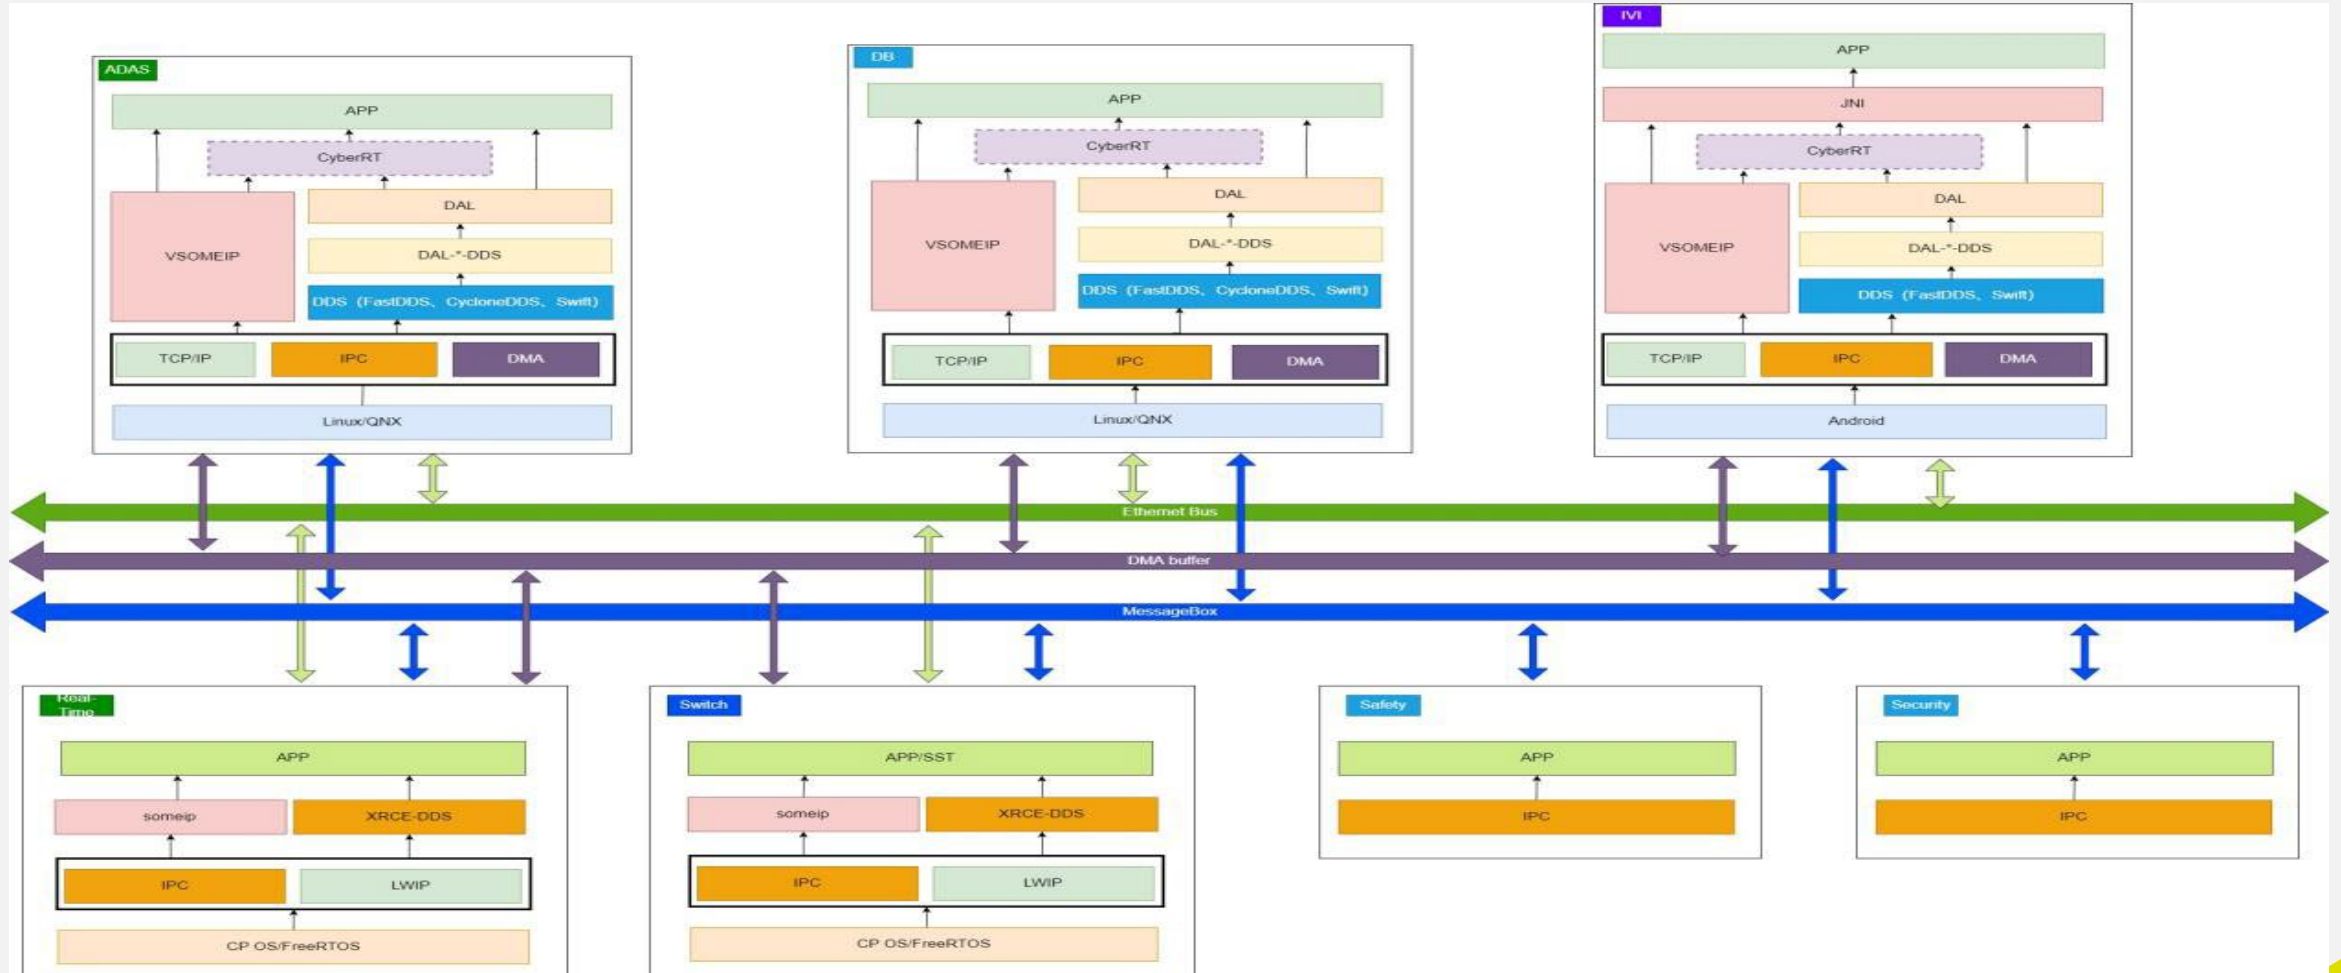 ADAS
APP
CyberRT
VSOMEIP
DAL
DAL-*-DDS
DDS（FastDDS、CycloneDDS、Swift）
TCP/IP
IPC
DMA
Linux/QNX
DB
APP
CyberRT
VSOMEIP
DAL
DAL-*-DDS
DDS（FastDDS、CycloneDDS、Swift）
TCP/IP
IPC
DMA
Linux/QNX
IVI
APP
JNI
CyberRT
VSOMEIP
DAL
DAL-*-DDS
DDS（FastDDS、Swift）
TCP/IP
IPC
DMA
Android
Ethernet Bus
DMA buffer
MessageBox
Real-
Time
APP
someip
XRCE-DDS
IPC
LWIP
CP OS/FreeRTOS
Switch
APP/SST
someip
XRCE-DDS
IPC
LWIP
CP OS/FreeRTOS
Safety
APP
IPC
Security
APP
IPC